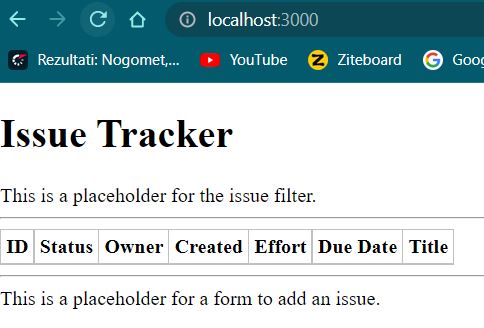 localhost:3000
Rezultati: Nogomet,... YouTube Ziteboard Goog
Issue Tracker
This is a placeholder for the issue filter.
ID Status Owner Created Effort Due Date Title
This is a placeholder for a form to add an issue.